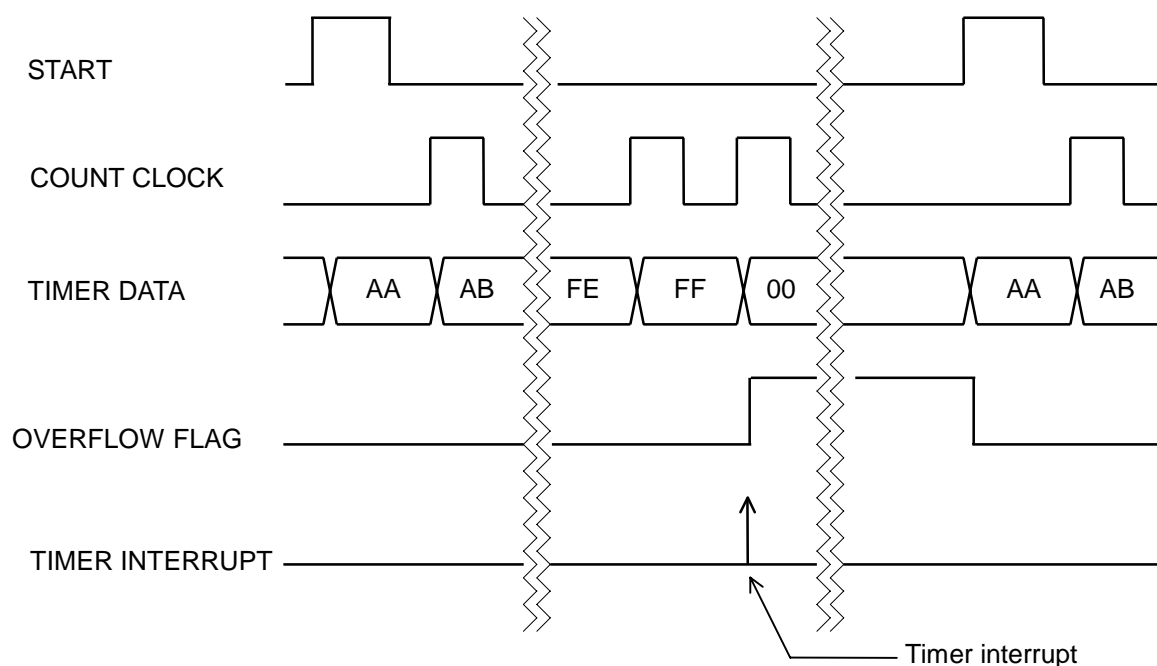 START
COUNT CLOCK
TIMER DATA AA AB FE FF 00 AA AB
OVERFLOW FLAG
TIMER INTERRUPT
Timer interrupt